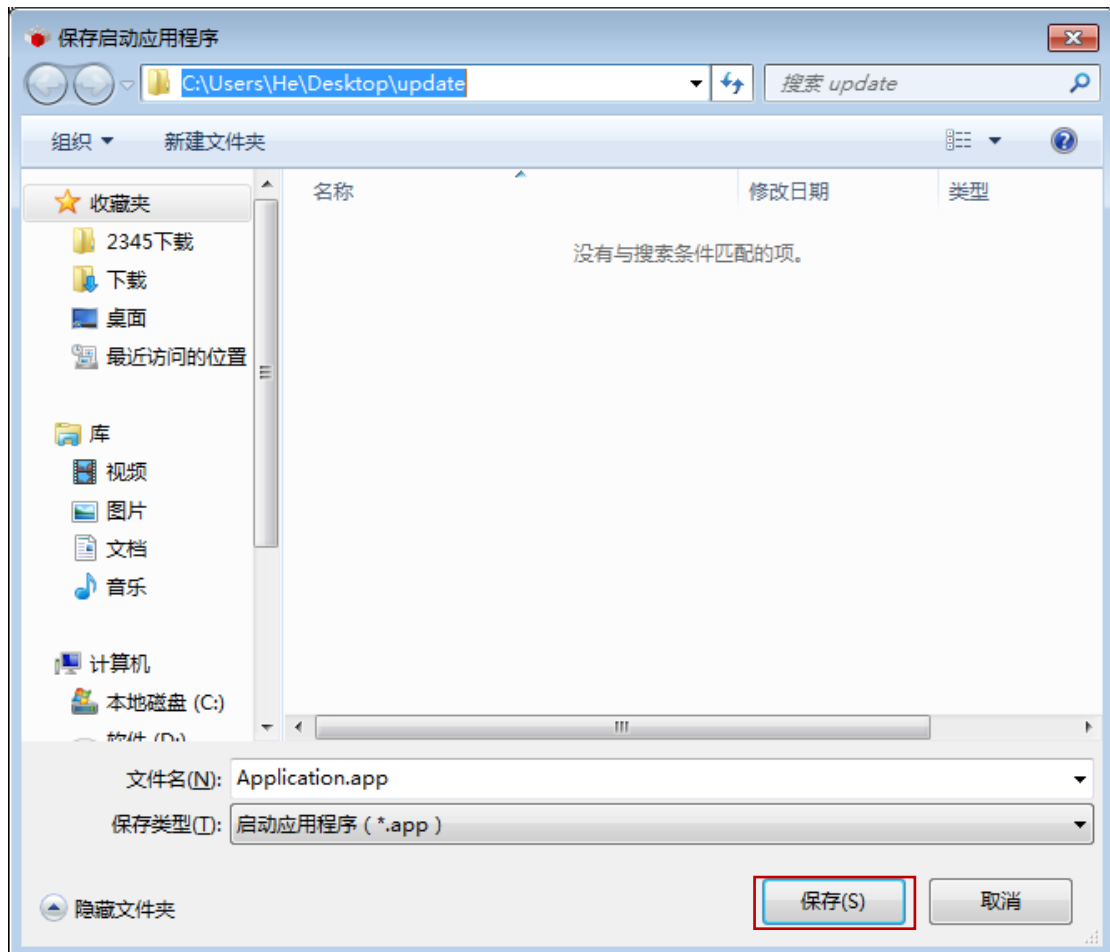 保存启动应用程序
C:\Users\He\Desktop\update
搜索 update
组织
新建文件夹
名称
修改日期
类型
没有与搜索条件匹配的项。
收藏夹
2345下载
下载
桌面
最近访问的位置
库
视频
图片
文档
音乐
计算机
本地磁盘 (C:)
软件 (D:)
文件名(N):
Application.app
保存类型(T):
启动应用程序 ( *.app )
隐藏文件夹
保存(S)
取消